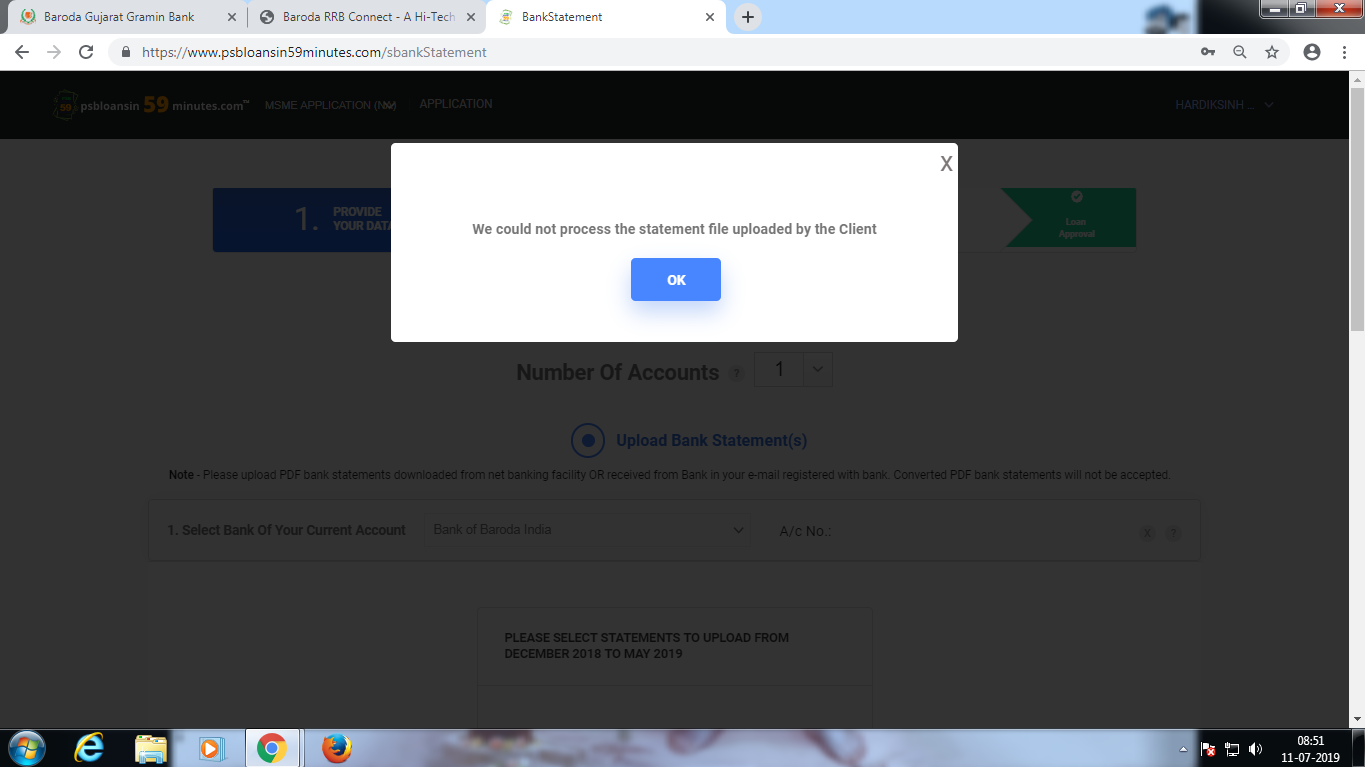 Baroda Gujarat Gramin Bank
Baroda RRB Connect - A Hi-Tech
BankStatement
https://www.psbloansin59minutes.com/sbankStatement
psbloansin 59 minutes.com™
MSME APPLICATION
APPLICATION
HARDIKSINH ...
X
We could not process the statement file uploaded by the Client
OK
1. PROVIDE
YOUR DATA
Loan
Approval
Number Of Accounts ? 1
Upload Bank Statement(s)
Note - Please upload PDF bank statements downloaded from net banking facility OR received from Bank in your e-mail registered with bank. Converted PDF bank statements will not be accepted.
1. Select Bank Of Your Current Account Bank of Baroda India A/c No.: X ?
PLEASE SELECT STATEMENTS TO UPLOAD FROM
DECEMBER 2018 TO MAY 2019
08:51
11-07-2019